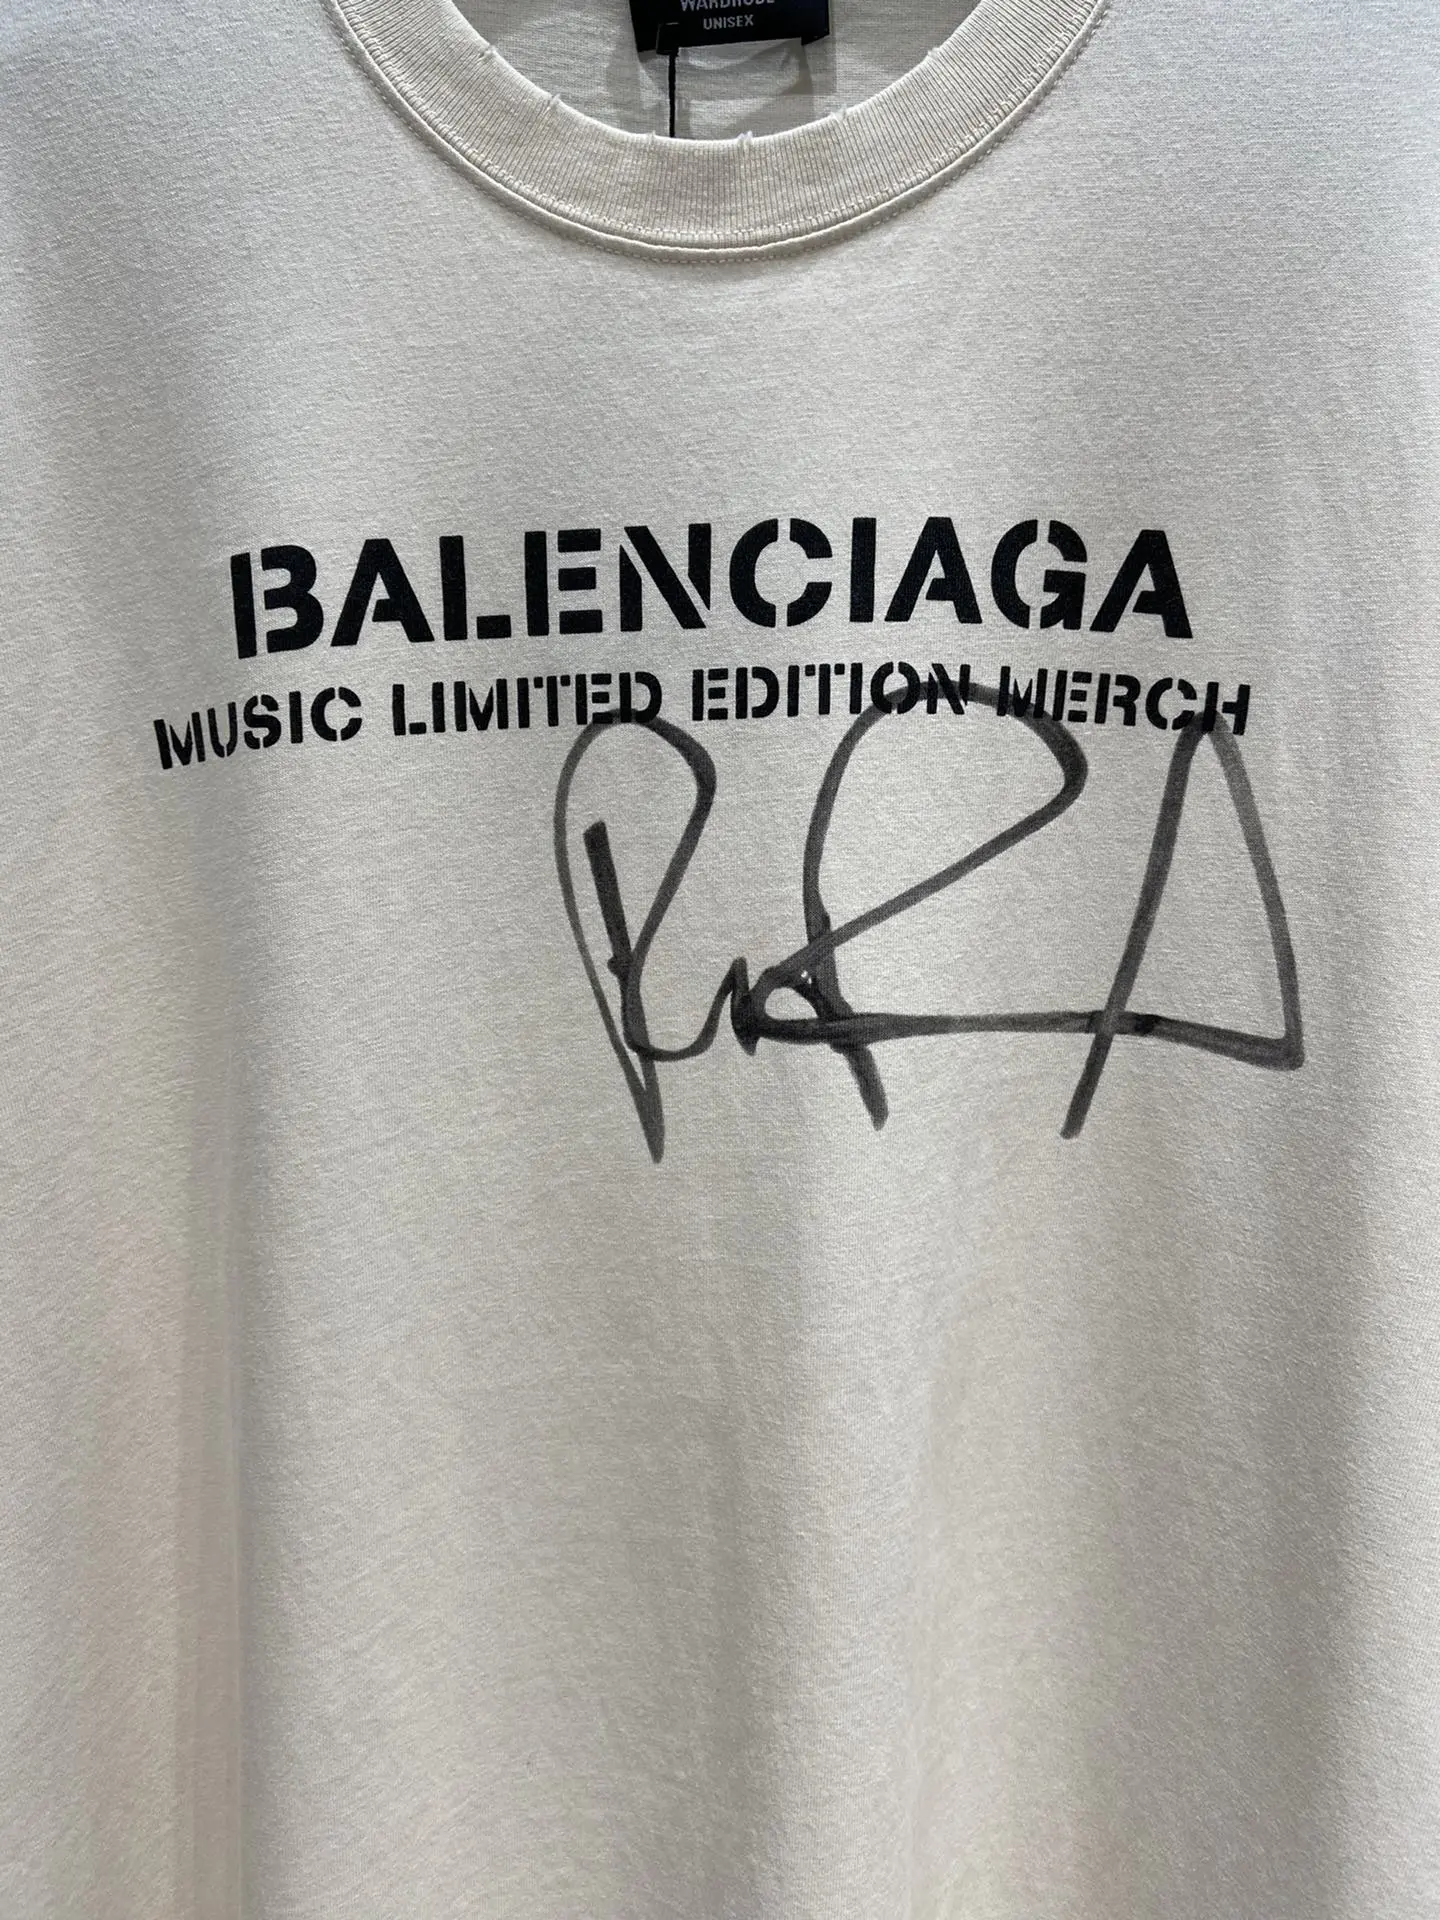 WARDROBE
UNISEX
BALENCIAGA
MUSIC LIMITED EDITION MERCH